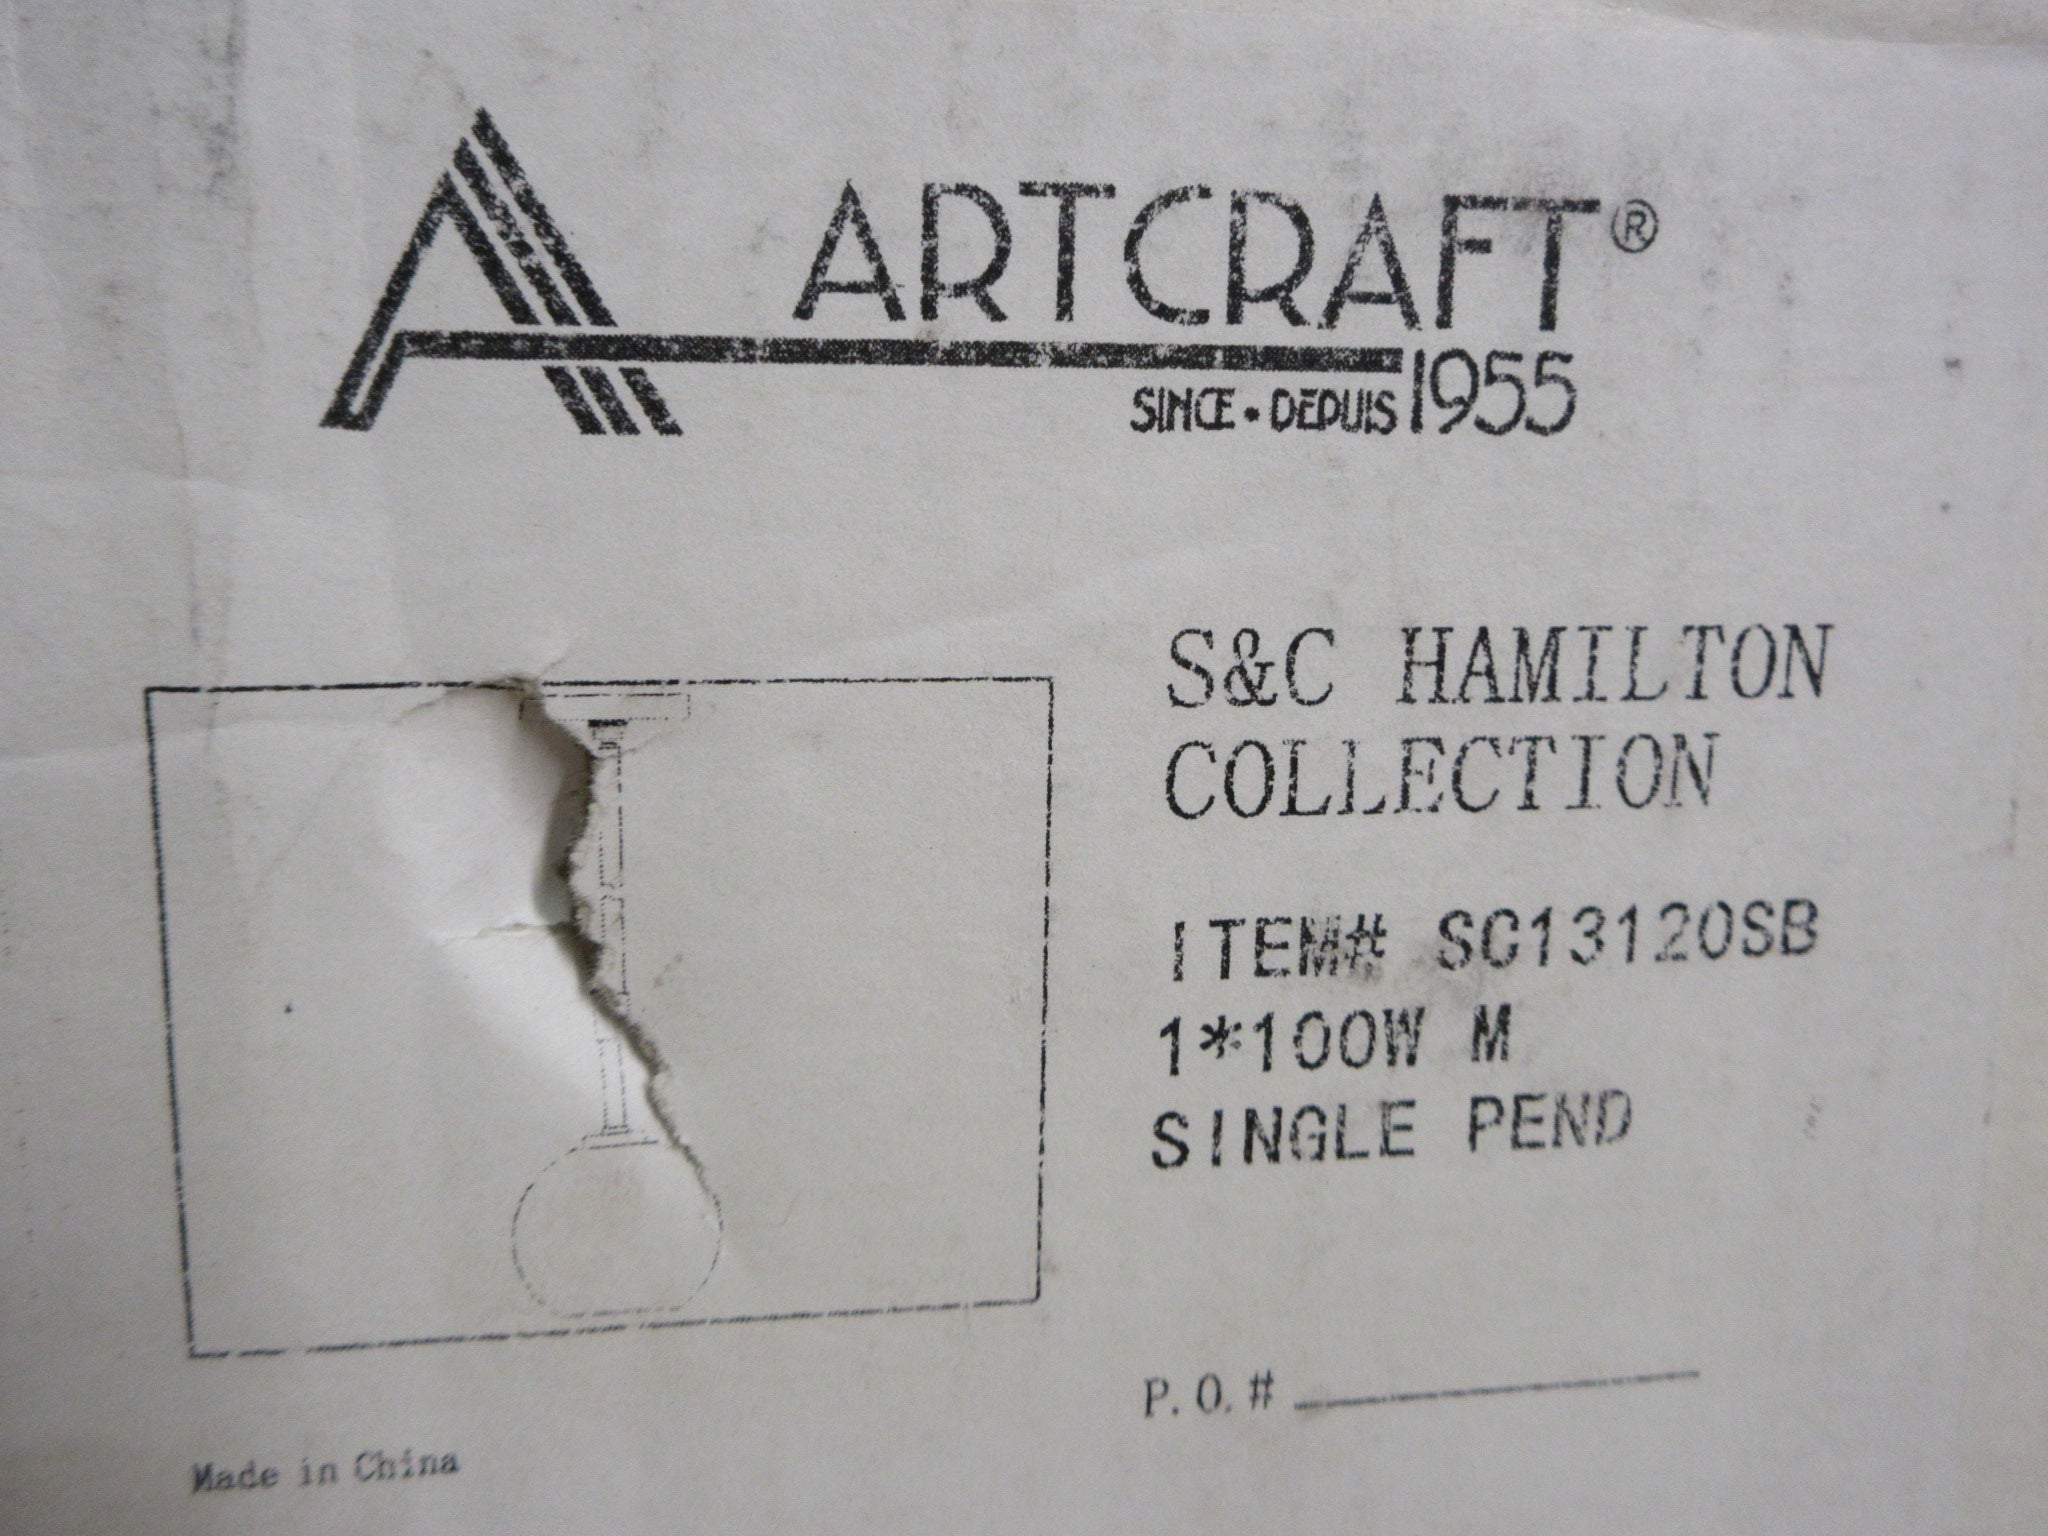 ARTCRAFT®
SINCE • DEPUIS 1955
S&C HAMILTON
COLLECTION
ITEM# SC13120SB
1*100W M
SINGLE PEND
P.O.#
Made in China